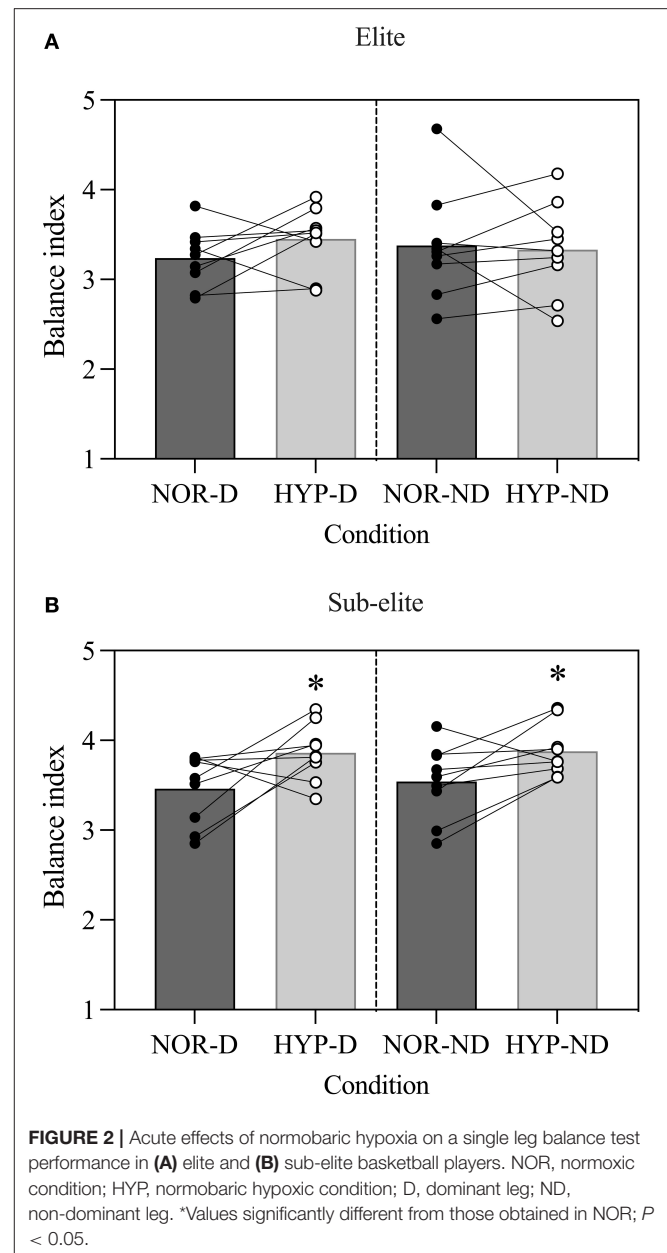 A
Elite
5
4
3
2
1
Balance index
NOR-D HYP-D NOR-ND HYP-ND
Condition
B
Sub-elite
5
4
3
2
1
Balance index
* *
NOR-D HYP-D NOR-ND HYP-ND
Condition
FIGURE 2 | Acute effects of normobaric hypoxia on a single leg balance test
performance in (A) elite and (B) sub-elite basketball players. NOR, normoxic
condition; HYP, normobaric hypoxic condition; D, dominant leg; ND,
non-dominant leg. *Values significantly different from those obtained in NOR; P
< 0.05.